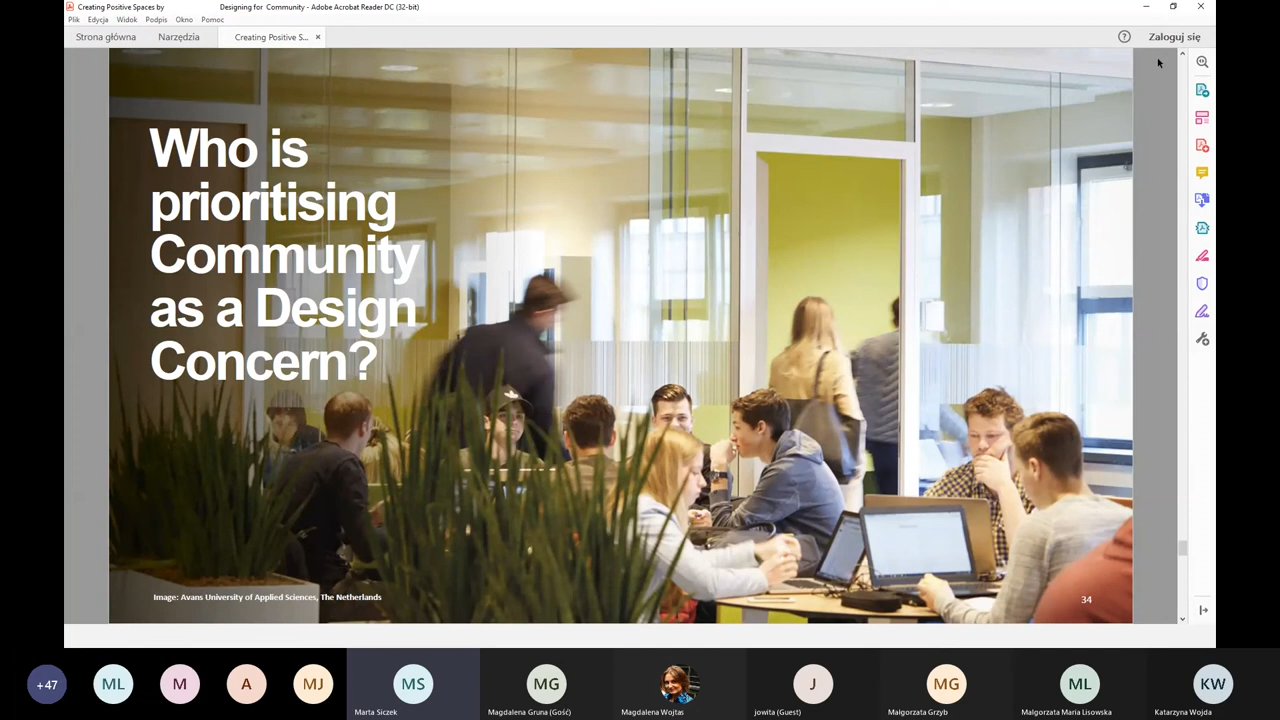 Creating Positive Spaces by Designing for Community - Adobe Acrobat Reader DC (32-bit)
Plik Edycja Widok Podpis Okno Pomoc
Strona główna Narzędzia Creating Positive S... × ? Zaloguj się
Who is
prioritising
Community
as a Design
Concern?
Image: Avans University of Applied Sciences, The Netherlands
34
+47 ML M A MJ MS MG J MG ML KW
Marta Siczek Magdalena Gruna (Gość) Magdalena Wojtas jowita (Guest) Malgorzata Grzyb Malgorzata Maria Lisowska Katarzyna Wojda